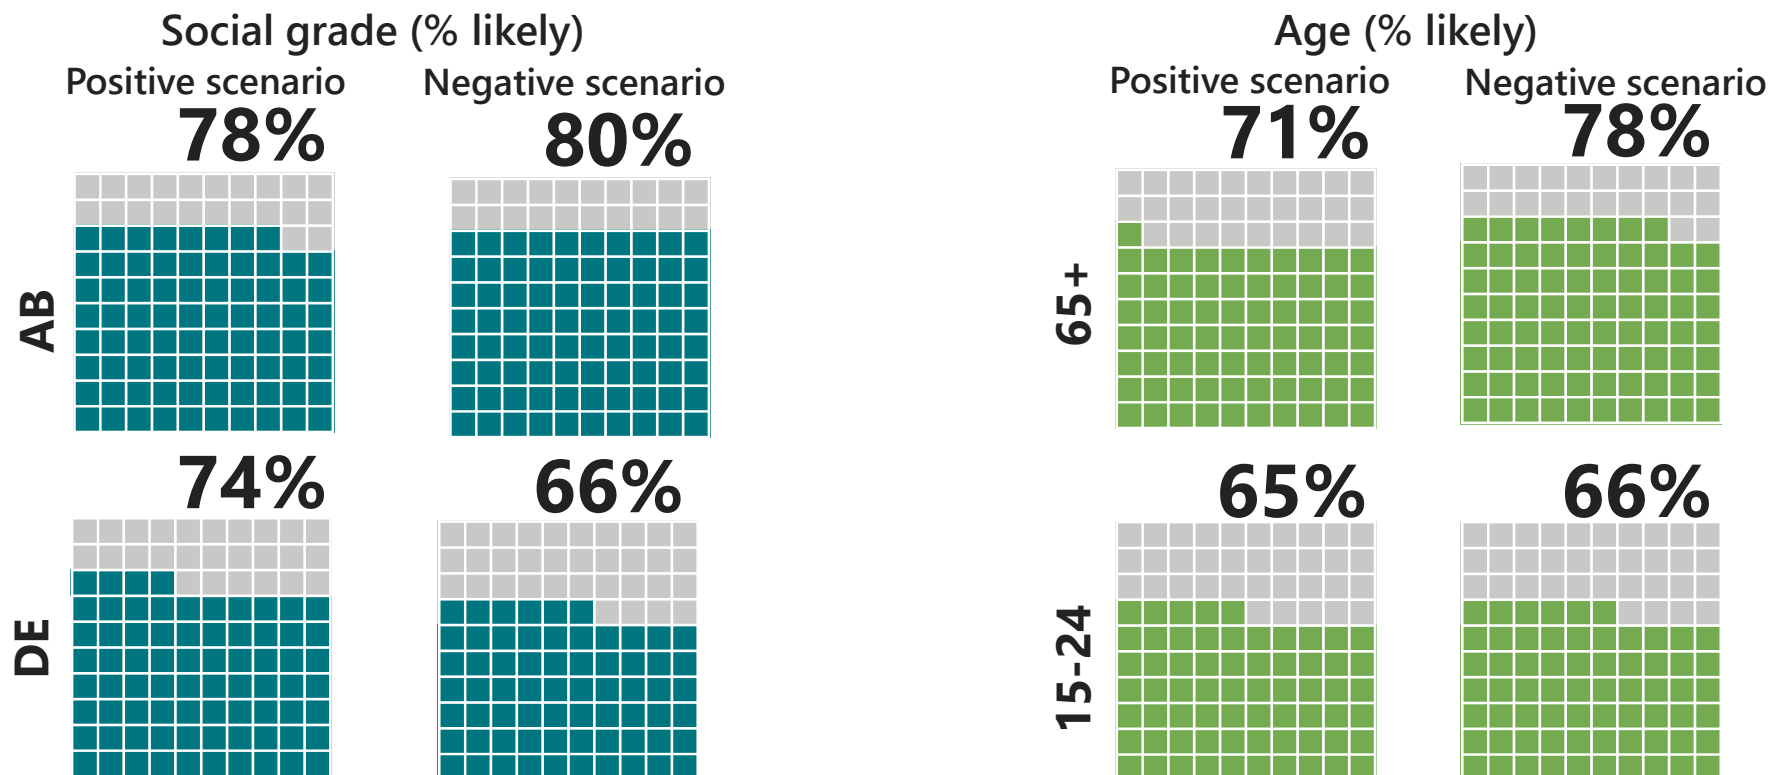 Social grade (% likely)
Positive scenario
Negative scenario
78%
80%
AB
74%
66%
DE
Age (% likely)
Positive scenario
Negative scenario
71%
78%
65+
65%
66%
15-24